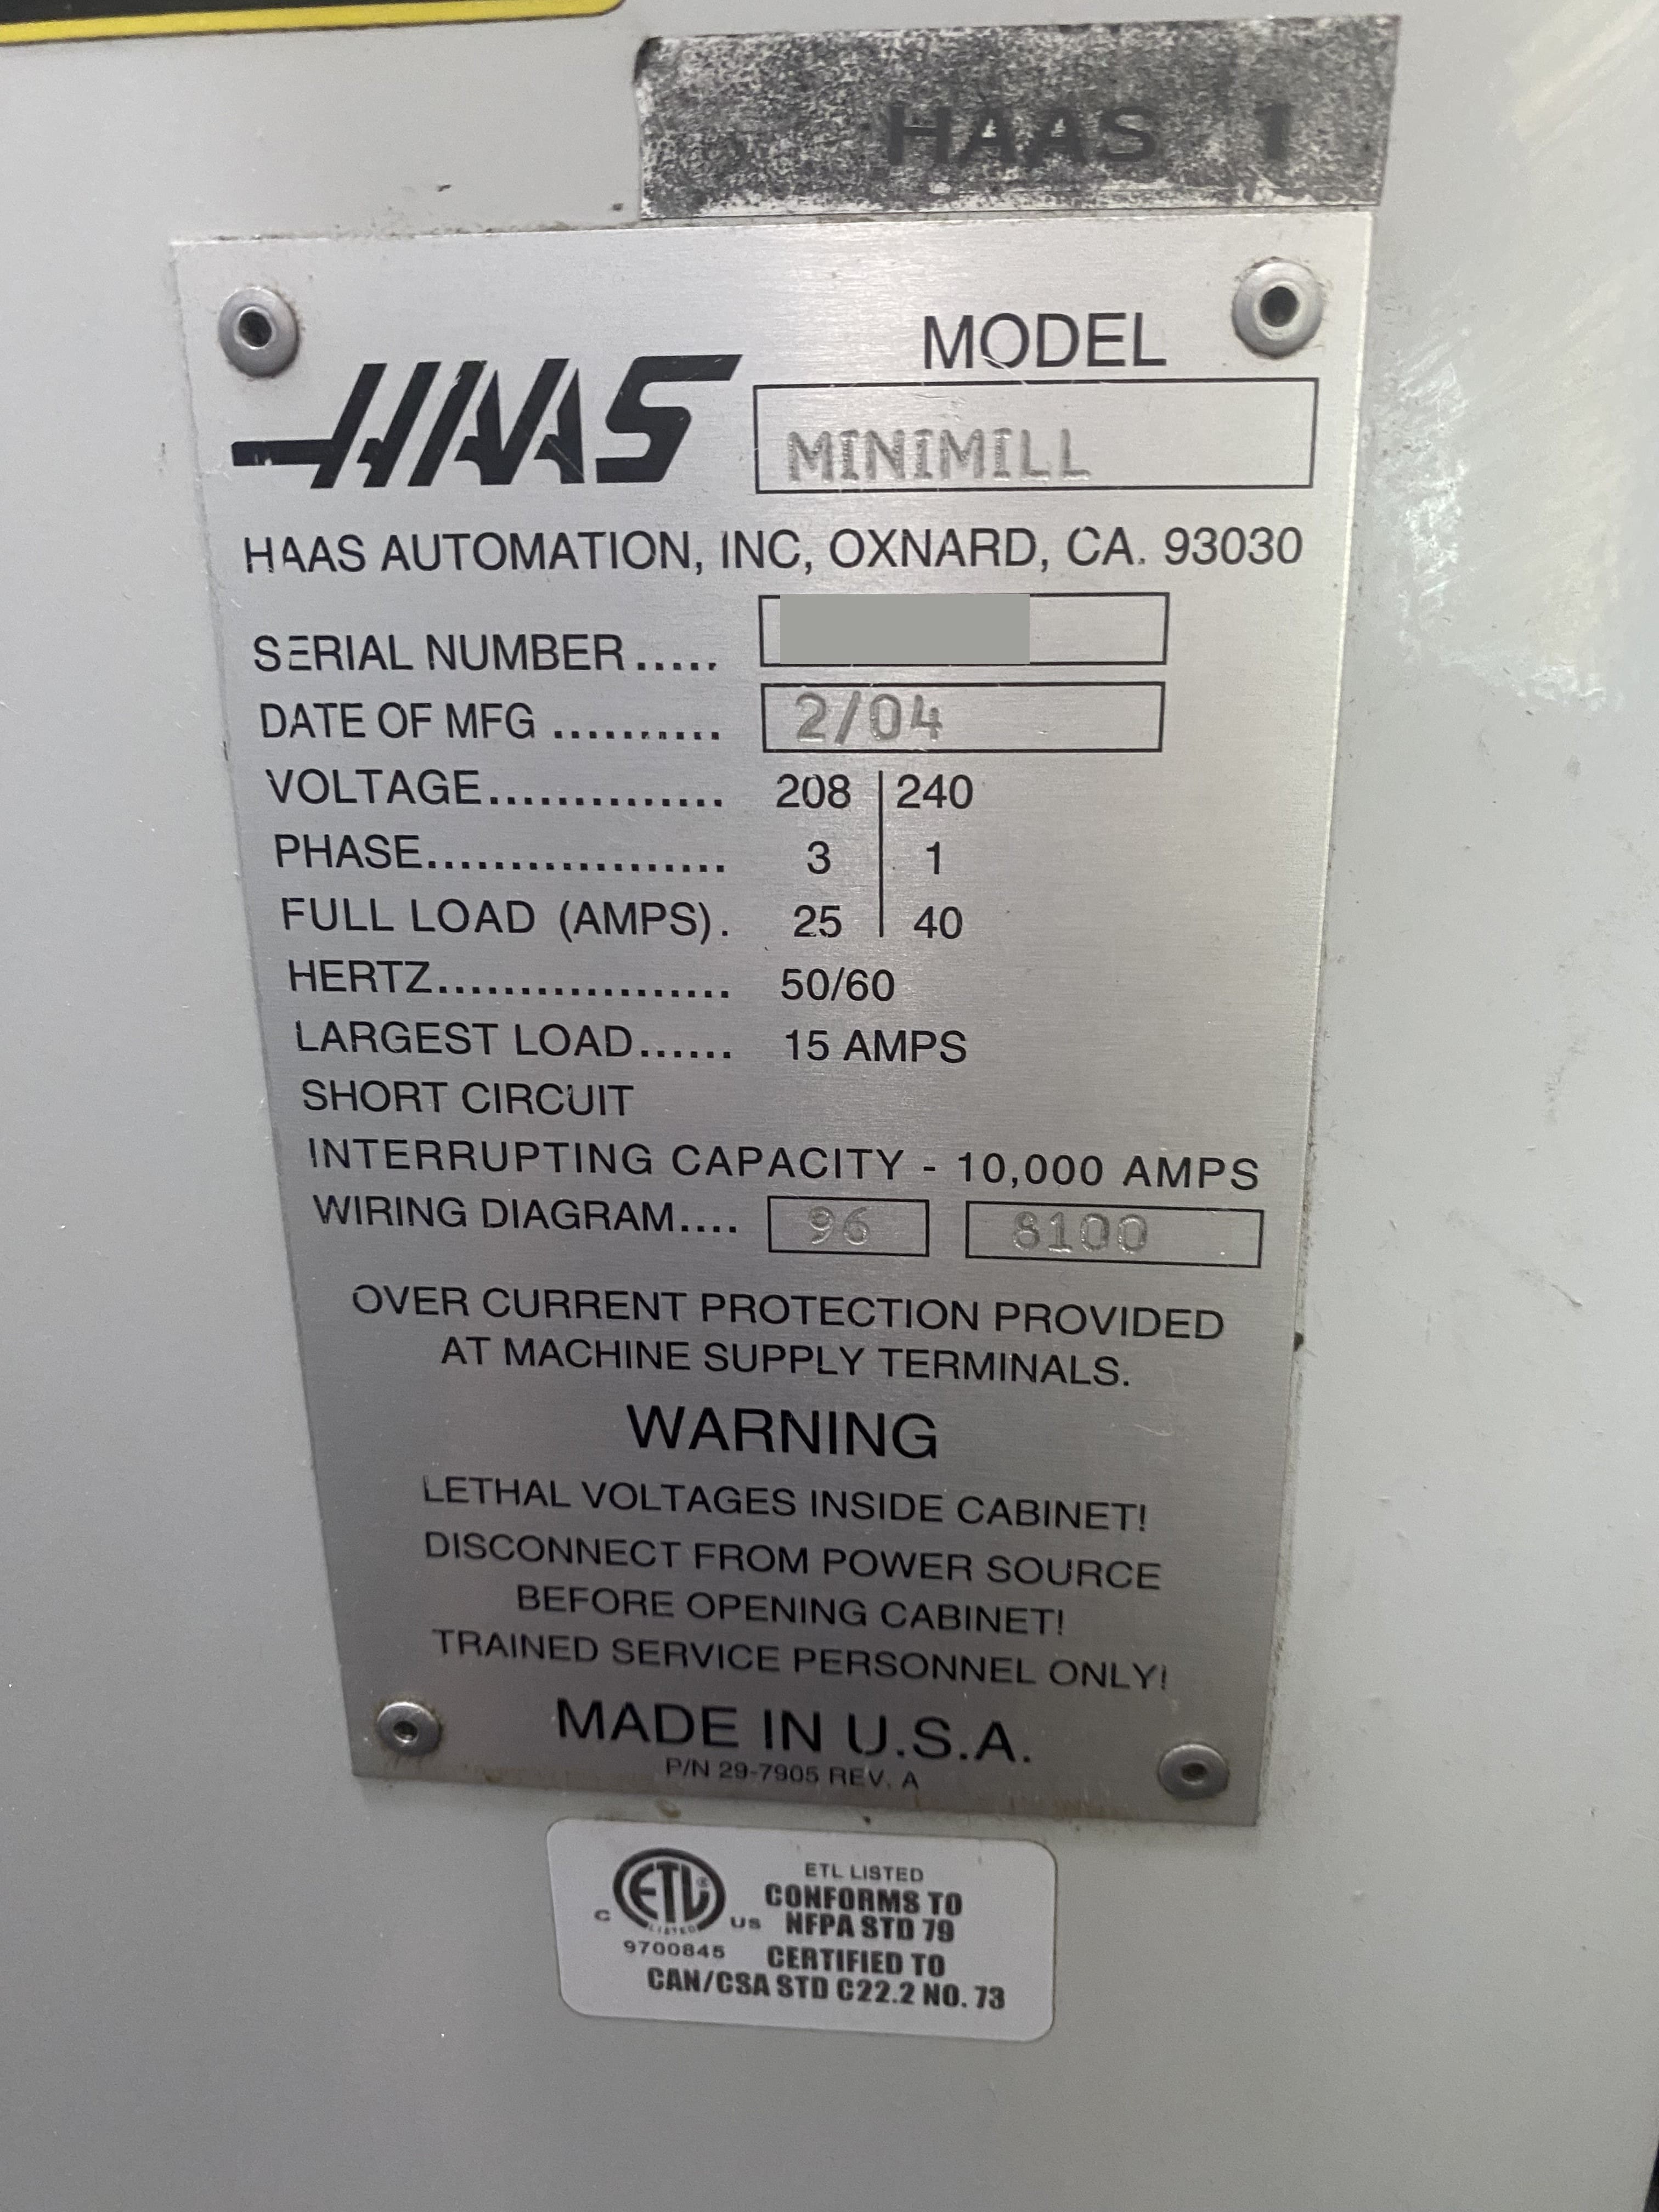 HAAS 1
MODEL
HAAS
MINIMILL
HAAS AUTOMATION, INC, OXNARD, CA. 93030
SERIAL NUMBER.....
DATE OF MFG .......... 2/04
VOLTAGE.............. 208 | 240
PHASE.................. 3 | 1
FULL LOAD (AMPS). 25 | 40
HERTZ.................. 50/60
LARGEST LOAD...... 15 AMPS
SHORT CIRCUIT
INTERRUPTING CAPACITY - 10,000 AMPS
WIRING DIAGRAM.... 96 8100
OVER CURRENT PROTECTION PROVIDED
AT MACHINE SUPPLY TERMINALS.
WARNING
LETHAL VOLTAGES INSIDE CABINET!
DISCONNECT FROM POWER SOURCE
BEFORE OPENING CABINET!
TRAINED SERVICE PERSONNEL ONLY!
MADE IN U.S.A.
P/N 29-7905 REV. A
ETL LISTED
CONFORMS TO
NFPA STD 79
C ETL® LISTED US
9700845
CERTIFIED TO
CAN/CSA STD C22.2 NO. 73